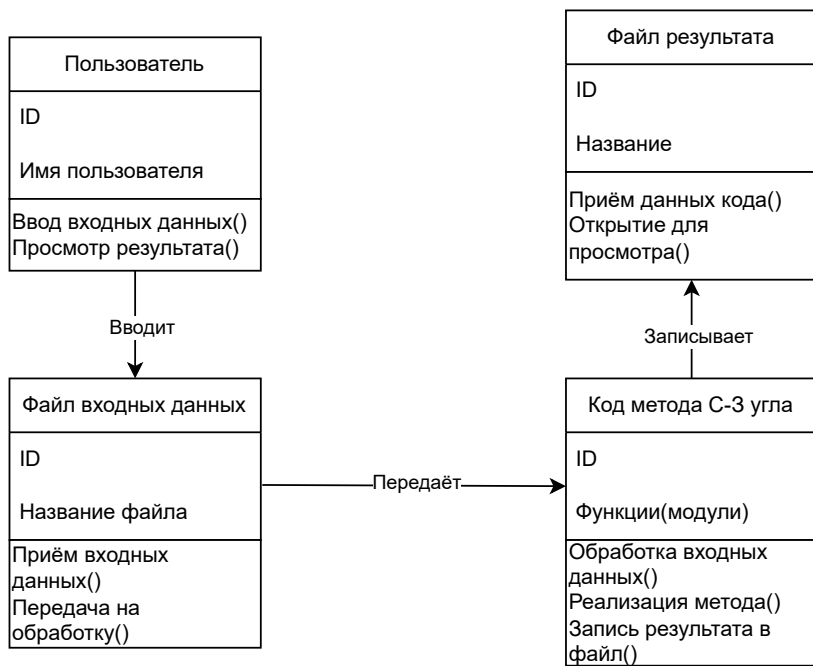 Пользователь
ID
Имя пользователя
Ввод входных данных()
Просмотр результата()
Вводит
Файл входных данных
ID
Название файла
Приём входных
данных()
Передача на
обработку()
Передаёт
Код метода С-З угла
ID
Функции(модули)
Обработка входных
данных()
Реализация метода()
Запись результата в
файл()
Записывает
Файл результата
ID
Название
Приём данных кода()
Открытие для
просмотра()